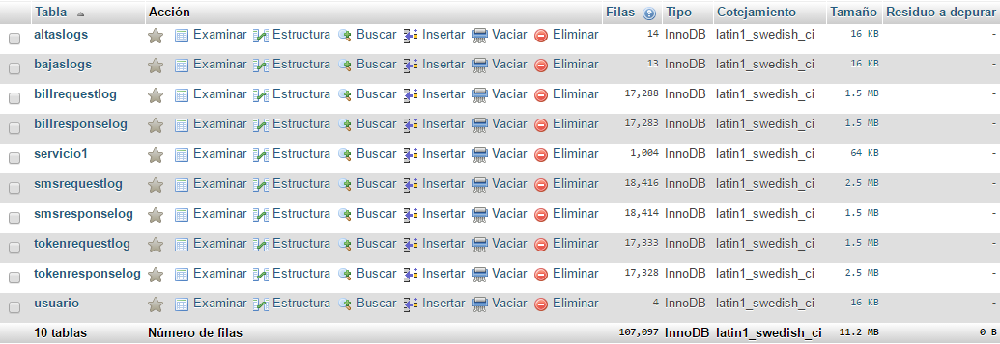 Tabla Acción Filas Tipo Cotejamiento Tamaño Residuo a depurar
altaslogs Examinar Estructura Buscar Insertar Vaciar Eliminar 14 InnoDB latin1_swedish_ci 16 KB -
bajaslogs Examinar Estructura Buscar Insertar Vaciar Eliminar 13 InnoDB latin1_swedish_ci 16 KB -
billrequestlog Examinar Estructura Buscar Insertar Vaciar Eliminar 17,288 InnoDB latin1_swedish_ci 1.5 MB -
billresponselog Examinar Estructura Buscar Insertar Vaciar Eliminar 17,283 InnoDB latin1_swedish_ci 1.5 MB -
servicio1 Examinar Estructura Buscar Insertar Vaciar Eliminar 1,004 InnoDB latin1_swedish_ci 64 KB -
smsrequestlog Examinar Estructura Buscar Insertar Vaciar Eliminar 18,416 InnoDB latin1_swedish_ci 2.5 MB -
smsresponselog Examinar Estructura Buscar Insertar Vaciar Eliminar 18,414 InnoDB latin1_swedish_ci 1.5 MB -
tokenrequestlog Examinar Estructura Buscar Insertar Vaciar Eliminar 17,333 InnoDB latin1_swedish_ci 1.5 MB -
tokenresponselog Examinar Estructura Buscar Insertar Vaciar Eliminar 17,328 InnoDB latin1_swedish_ci 2.5 MB -
usuario Examinar Estructura Buscar Insertar Vaciar Eliminar 4 InnoDB latin1_swedish_ci 16 KB -
10 tablas Número de filas 107,097 InnoDB latin1_swedish_ci 11.2 MB 0 B